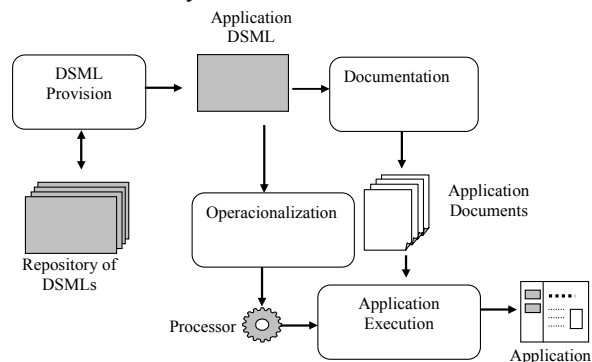 Application
DSML
DSML
Provision
Documentation
Operacionalization
Application
Documents
Repository of
DSMLs
Processor
Application
Execution
Application